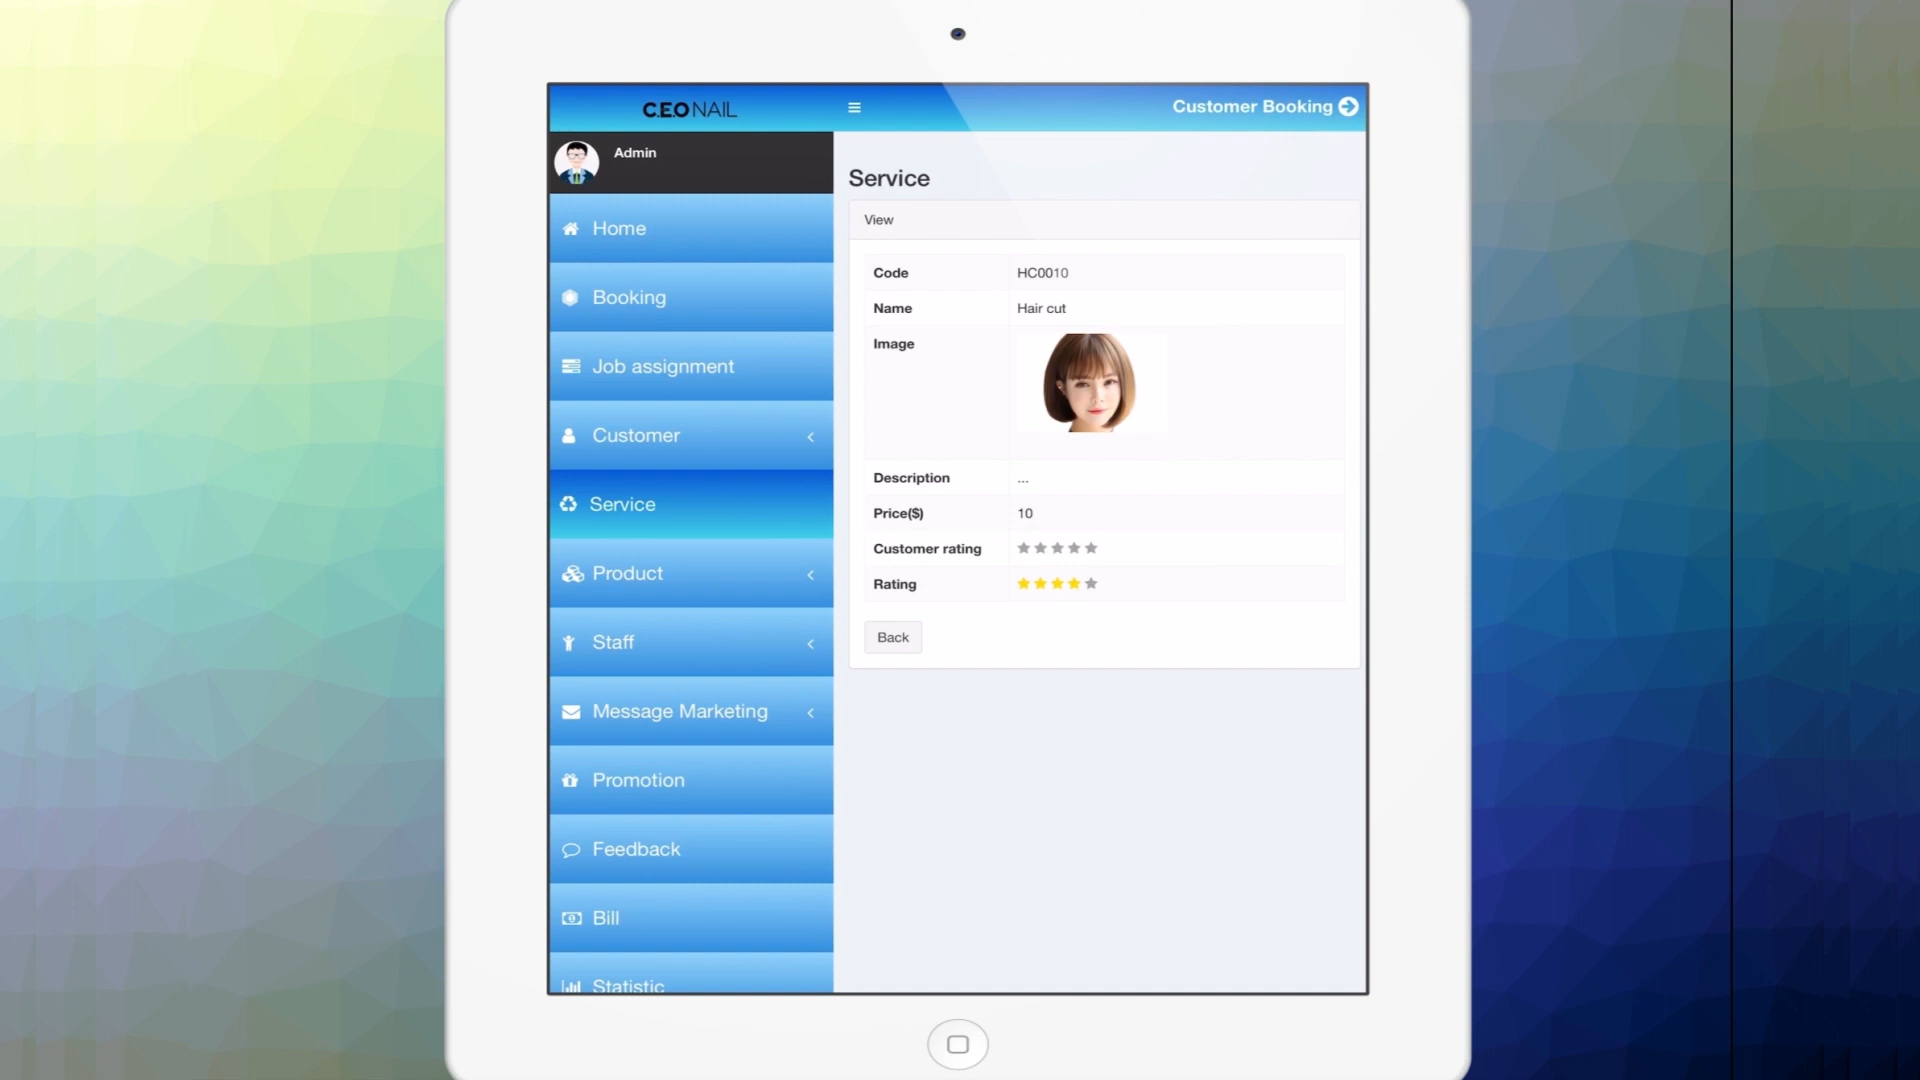 C.E.O NAIL
Customer Booking
Admin
Home
Booking
Job assignment
Customer
Service
Product
Staff
Message Marketing
Promotion
Feedback
Bill
Statistic
Service
View
Code HC0010
Name Hair cut
Image
Description ...
Price($) 10
Customer rating
Rating
Back